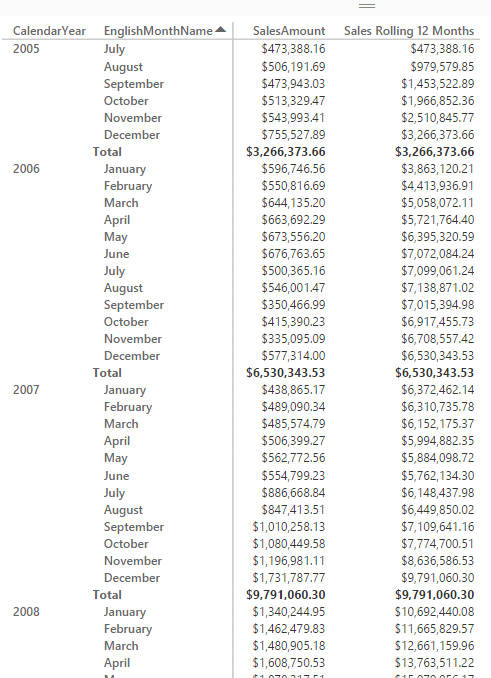 CalendarYear EnglishMonthName SalesAmount Sales Rolling 12 Months
2005 July $473,388.16 $473,388.16
August $506,191.69 $979,579.85
September $473,943.03 $1,453,522.89
October $513,329.47 $1,966,852.36
November $543,993.41 $2,510,845.77
December $755,527.89 $3,266,373.66
Total $3,266,373.66 $3,266,373.66
2006 January $596,746.56 $3,863,120.21
February $550,816.69 $4,413,936.91
March $644,135.20 $5,058,072.11
April $663,692.29 $5,721,764.40
May $673,556.20 $6,395,320.59
June $676,763.65 $7,072,084.24
July $500,365.16 $7,099,061.24
August $546,001.47 $7,138,871.02
September $350,466.99 $7,015,394.98
October $415,390.23 $6,917,455.73
November $335,095.09 $6,708,557.42
December $577,314.00 $6,530,343.53
Total $6,530,343.53 $6,530,343.53
2007 January $438,865.17 $6,372,462.14
February $489,090.34 $6,310,735.78
March $485,574.79 $6,152,175.37
April $506,399.27 $5,994,882.35
May $562,772.56 $5,884,098.72
June $554,799.23 $5,762,134.30
July $886,668.84 $6,148,437.98
August $847,413.51 $6,449,850.02
September $1,010,258.13 $7,109,641.16
October $1,080,449.58 $7,774,700.51
November $1,196,981.11 $8,636,586.53
December $1,731,787.77 $9,791,060.30
Total $9,791,060.30 $9,791,060.30
2008 January $1,340,244.95 $10,692,440.08
February $1,462,479.83 $11,665,829.57
March $1,480,905.18 $12,661,159.96
April $1,608,750.53 $13,763,511.22